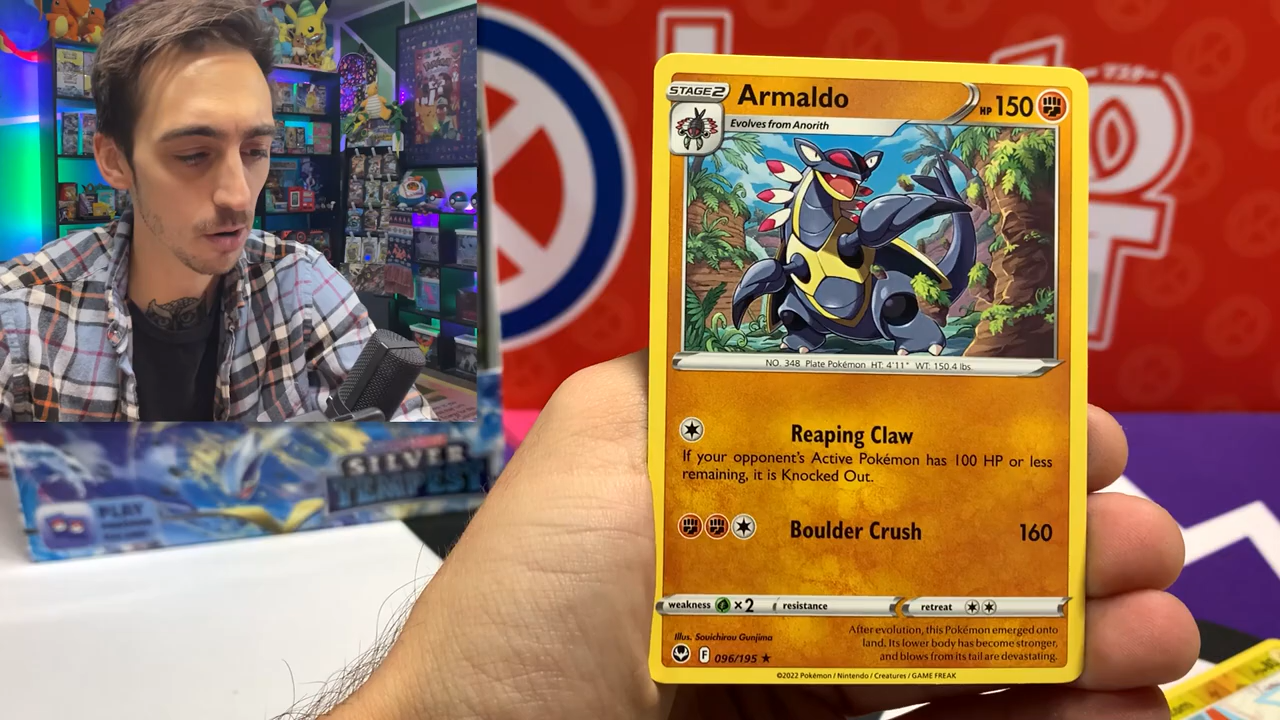 STAGE2
Armaldo
HP 150
Evolves from Anorith
NO. 348 Plate Pokémon HT: 4'11" WT: 150.4 lbs.
Reaping Claw
If your opponent's Active Pokémon has 100 HP or less
remaining, it is Knocked Out.
Boulder Crush 160
weakness ×2 resistance retreat
Illus. Souichirou Gunjima
F 096/195 ★
After evolution, this Pokémon emerged onto
land. Its lower body has become stronger,
and blows from its tail are devastating.
©2022 Pokémon / Nintendo / Creatures / GAME FREAK
SILVER
TEMPEST
PLAY
マスター